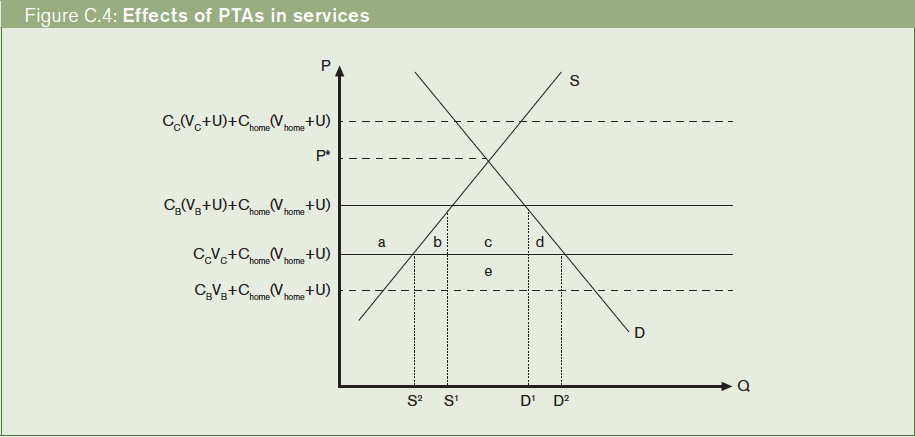 Figure C.4: Effects of PTAs in services
P
S
C_C(V_C+U)+C_home(V_home+U)
P*
C_B(V_B+U)+C_home(V_home+U)
a b c d
C_CV_C+C_home(V_home+U)
e
C_BV_B+C_home(V_home+U)
D
Q
S² S¹ D¹ D²